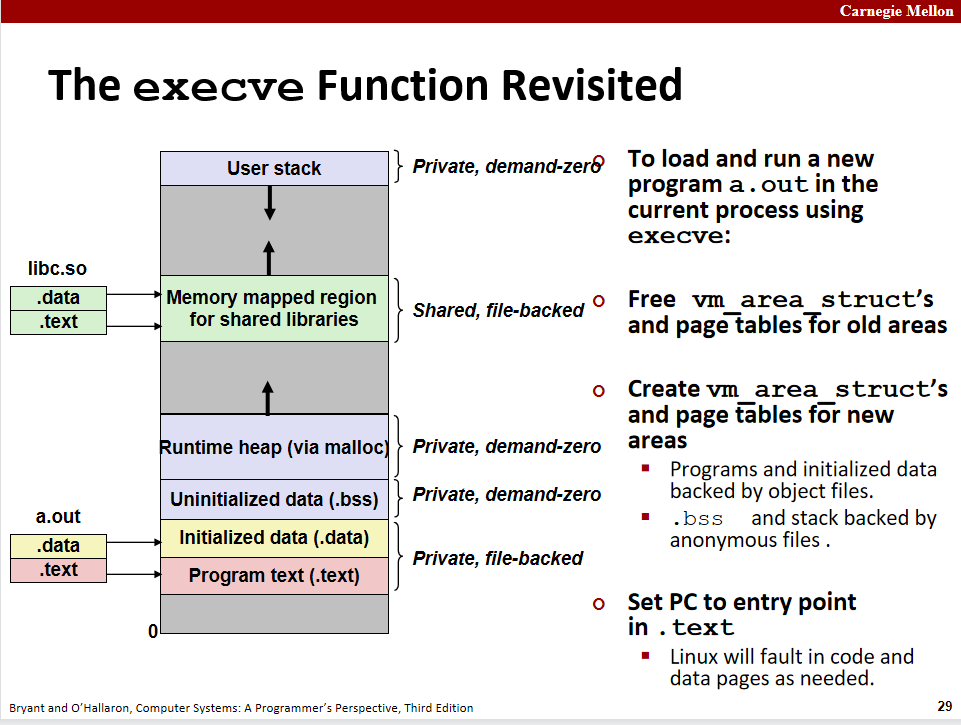 Carnegie Mellon
The execve Function Revisited
User stack
Private, demand-zero
libc.so
.data
.text
Memory mapped region
for shared libraries
Shared, file-backed
Runtime heap (via malloc)
Private, demand-zero
Uninitialized data (.bss)
Private, demand-zero
a.out
.data
.text
Initialized data (.data)
Program text (.text)
Private, file-backed
0
To load and run a new
program a.out in the
current process using
execve:
Free vm_area_struct’s
and page tables for old areas
Create vm_area_struct’s
and page tables for new
areas
Programs and initialized data
backed by object files.
.bss and stack backed by
anonymous files .
Set PC to entry point
in .text
Linux will fault in code and
data pages as needed.
Bryant and O’Hallaron, Computer Systems: A Programmer’s Perspective, Third Edition
29